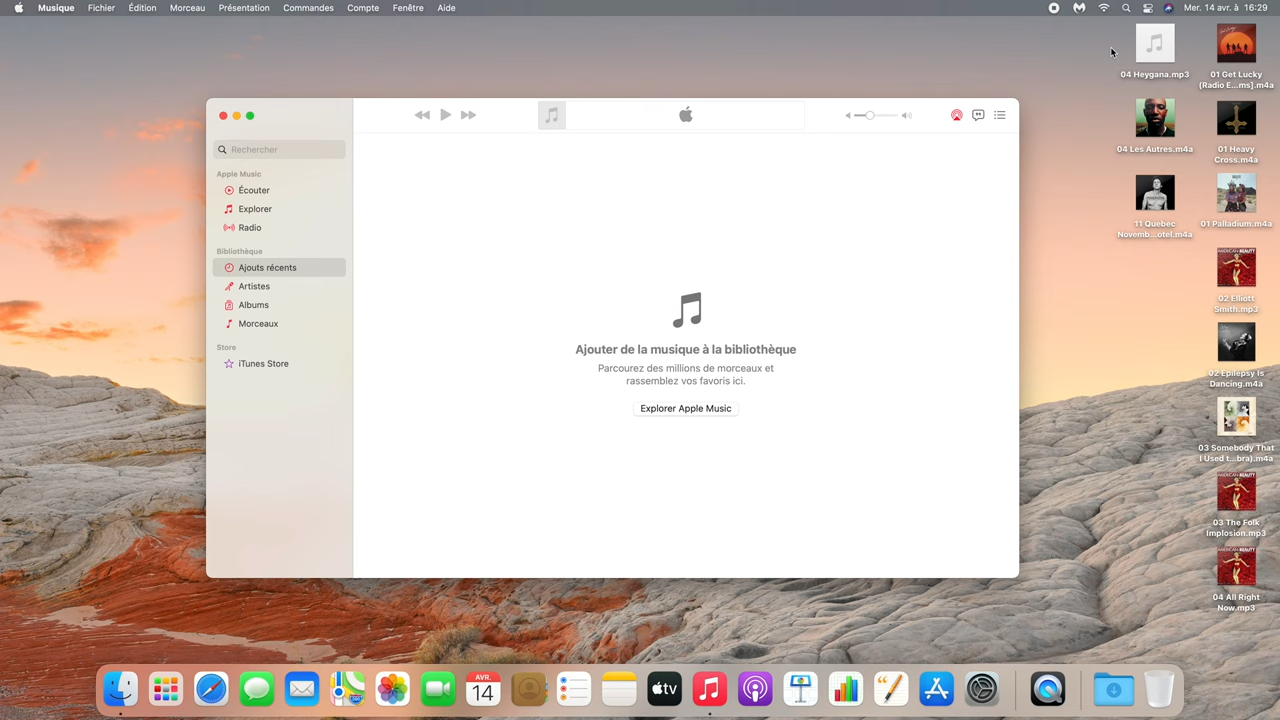 Musique Fichier Édition Morceau Présentation Commandes Compte Fenêtre Aide
Mer. 14 avr. à 16:29
Rechercher
Apple Music
Écouter
Explorer
Radio
Bibliothèque
Ajouts récents
Artistes
Albums
Morceaux
Store
iTunes Store
Ajouter de la musique à la bibliothèque
Parcourez des millions de morceaux et
rassemblez vos favoris ici.
Explorer Apple Music
04 Heygana.mp3
04 Les Autres.m4a
11 Quebec
Novemb...otel.m4a
01 Get Lucky
(Radio E...ms].m4a
01 Heavy
Cross.m4a
01 Palladium.m4a
02 Elliott
Smith.mp3
02 Epilepsy Is
Dancing.m4a
03 Somebody That
I Used t...bra).m4a
03 The Folk
Implosion.mp3
04 All Right
Now.mp3
AVR.
14
tv